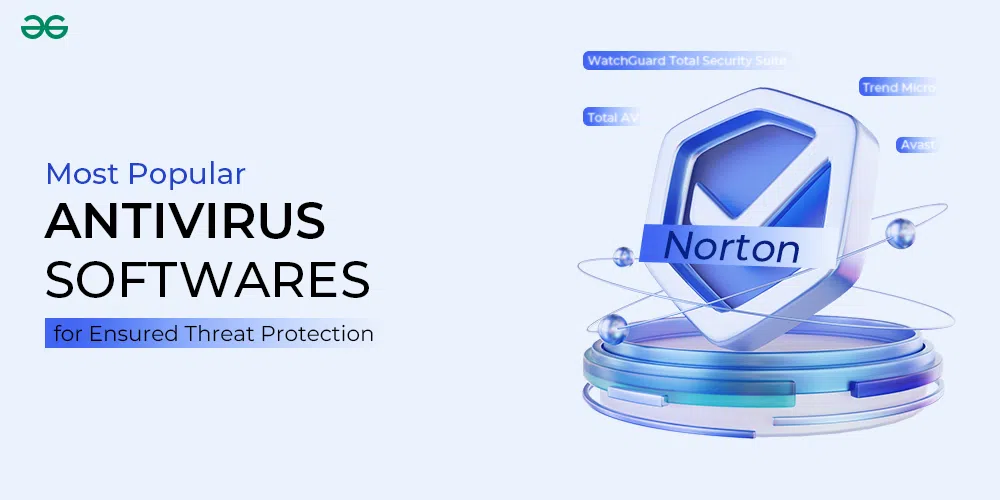 Most Popular
ANTIVIRUS
SOFTWARES
for Ensured Threat Protection
WatchGuard Total Security Suite
Trend Micro
Total AV
Avast
Norton